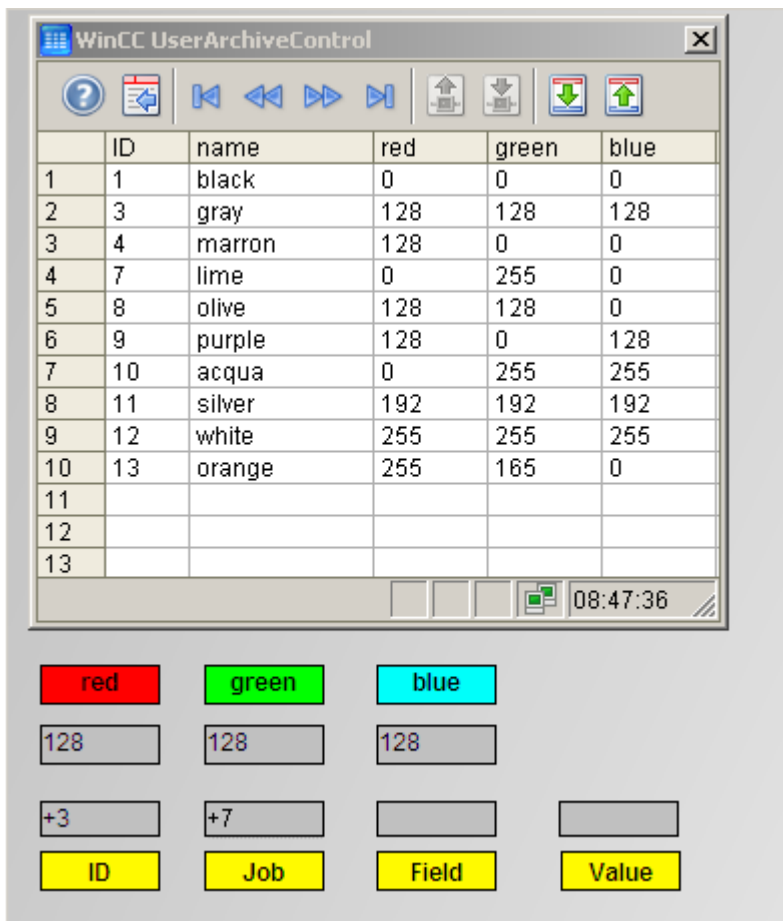 WinCC UserArchiveControl
ID name red green blue
1 1 black 0 0 0
2 3 gray 128 128 128
3 4 marron 128 0 0
4 7 lime 0 255 0
5 8 olive 128 128 0
6 9 purple 128 0 128
7 10 acqua 0 255 255
8 11 silver 192 192 192
9 12 white 255 255 255
10 13 orange 255 165 0
11
12
13
08:47:36
red green blue
128 128 128
+3 +7
ID Job Field Value